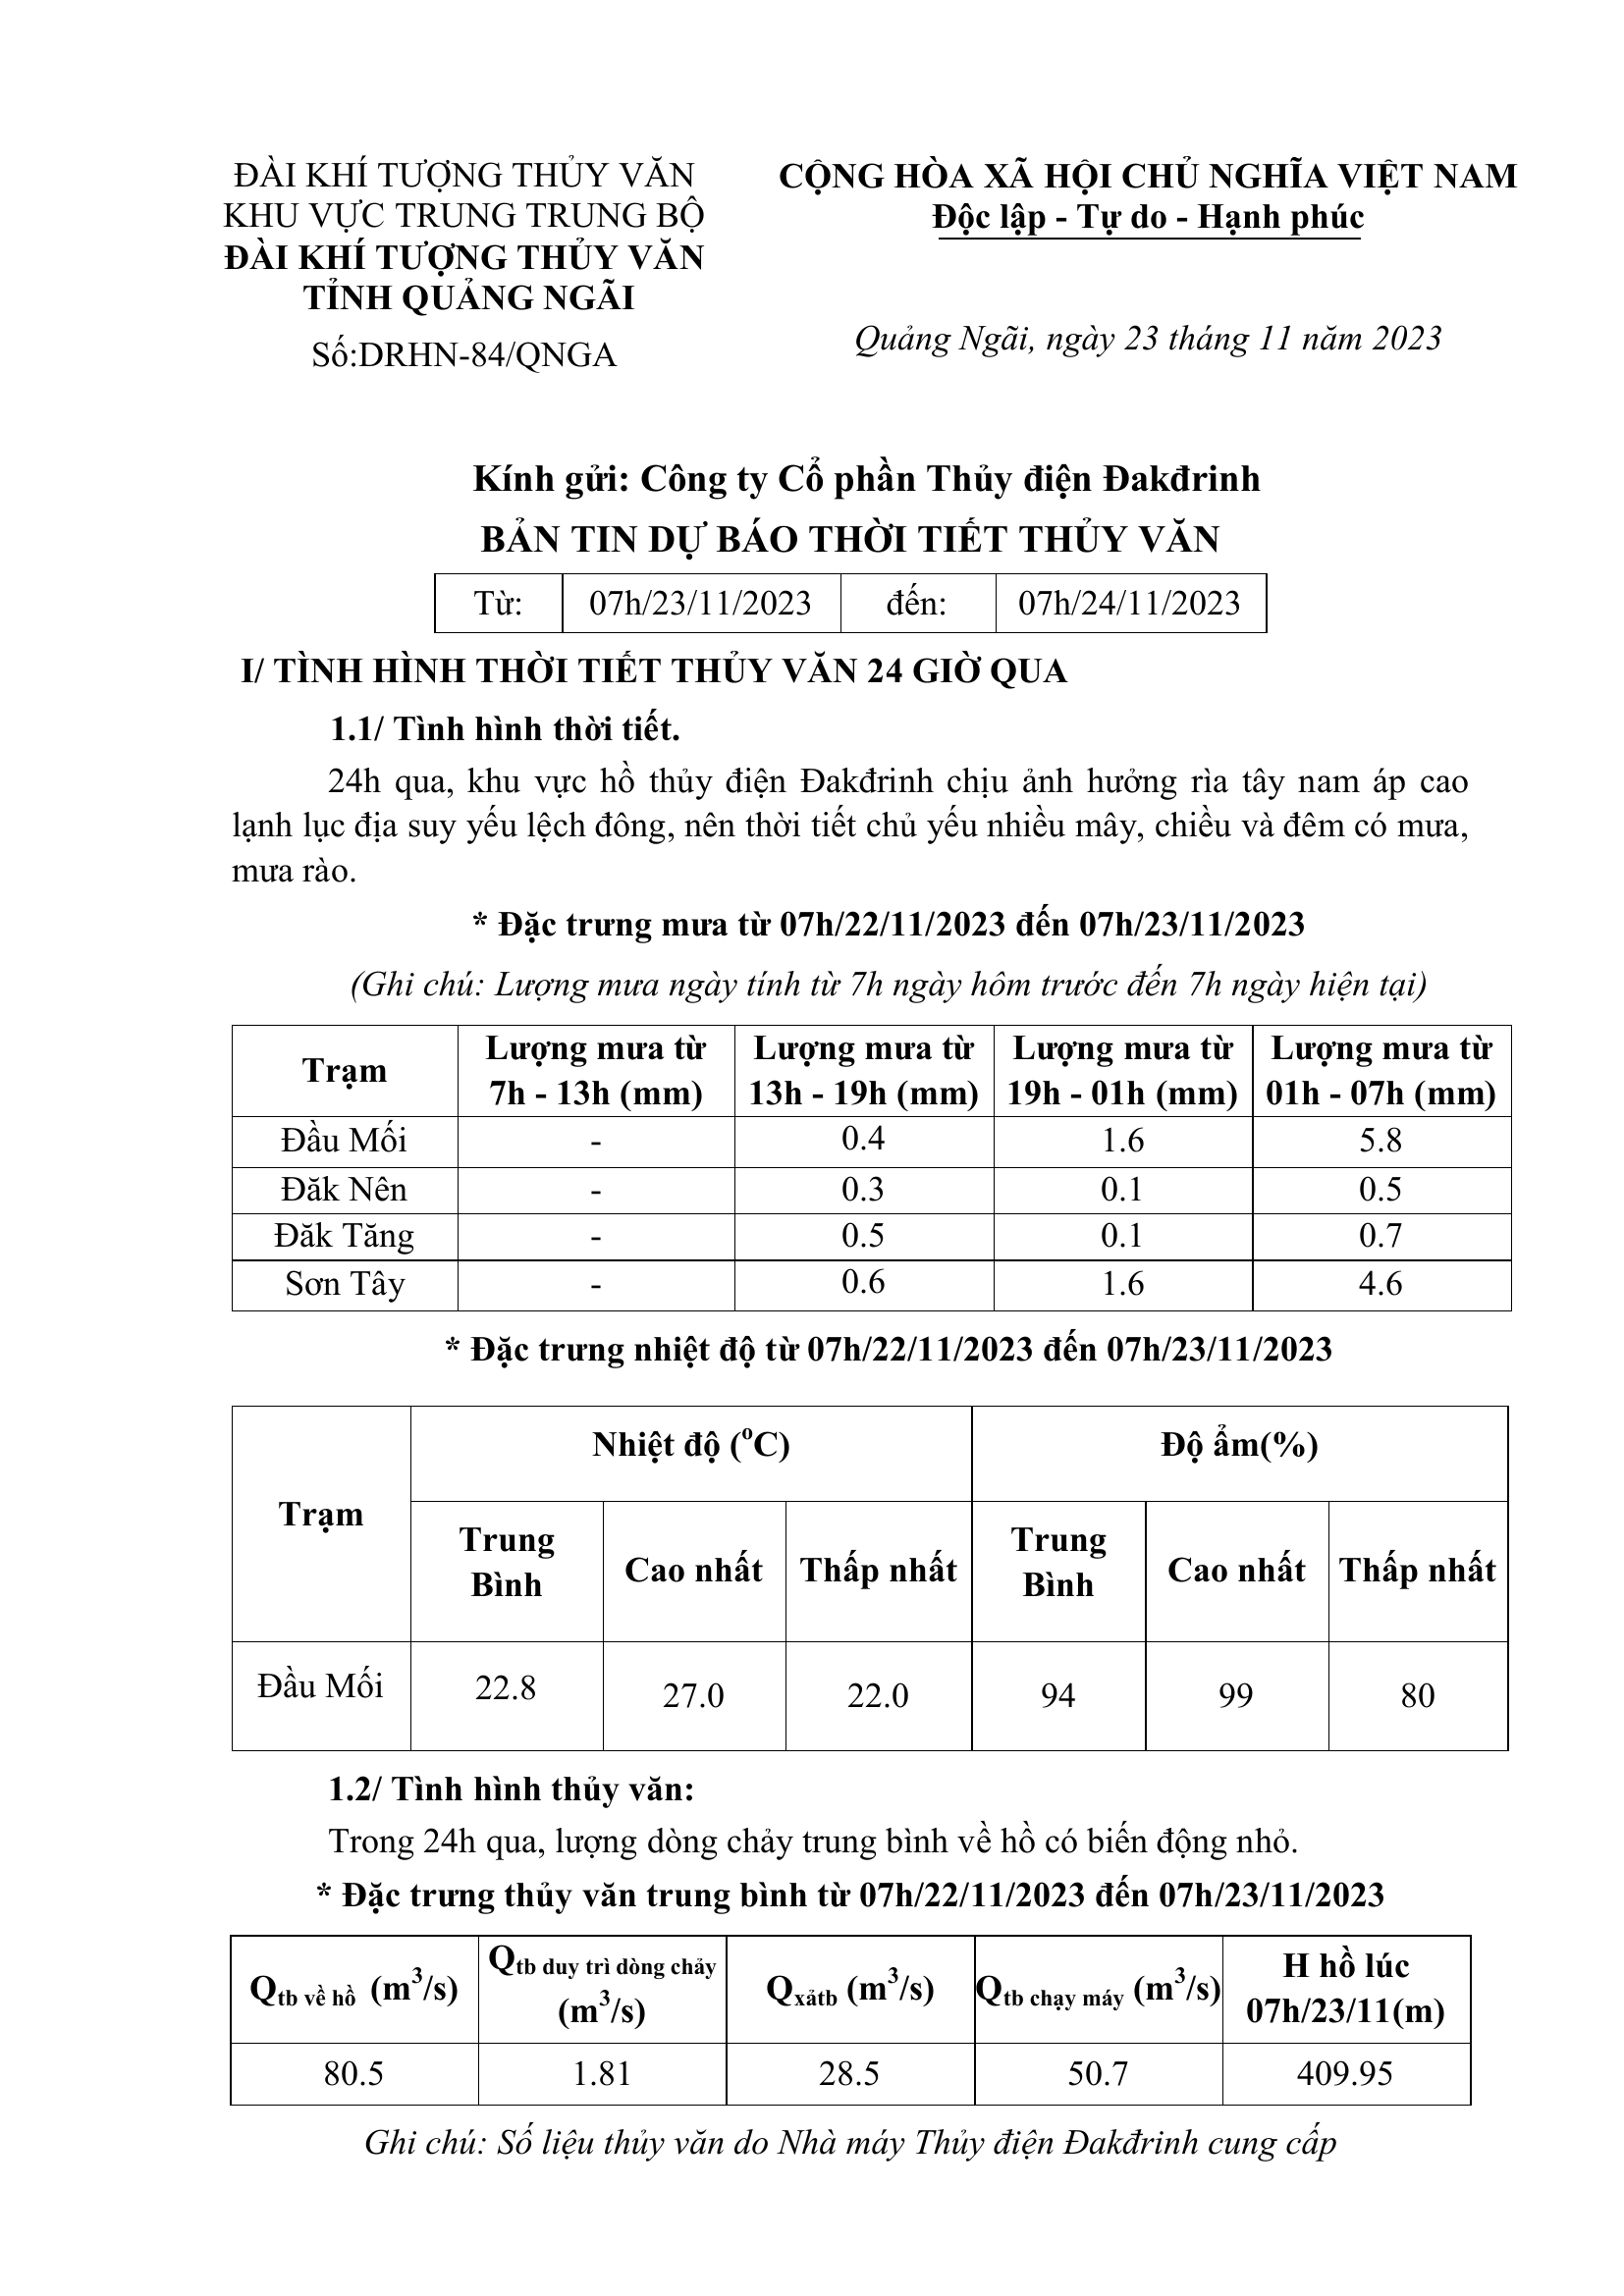 ĐÀI KHÍ TƯỢNG THỦY VĂN
KHU VỰC TRUNG TRUNG BỘ
ĐÀI KHÍ TƯỢNG THỦY VĂN
TỈNH QUẢNG NGÃI
Số:DRHN-84/QNGA
CỘNG HÒA XÃ HỘI CHỦ NGHĨA VIỆT NAM
Độc lập - Tự do - Hạnh phúc
Quảng Ngãi, ngày 23 tháng 11 năm 2023
Kính gửi: Công ty Cổ phần Thủy điện Đakđrinh
BẢN TIN DỰ BÁO THỜI TIẾT THỦY VĂN
Từ: 07h/23/11/2023 đến: 07h/24/11/2023
I/ TÌNH HÌNH THỜI TIẾT THỦY VĂN 24 GIỜ QUA
1.1/ Tình hình thời tiết.
24h qua, khu vực hồ thủy điện Đakđrinh chịu ảnh hưởng rìa tây nam áp cao
lạnh lục địa suy yếu lệch đông, nên thời tiết chủ yếu nhiều mây, chiều và đêm có mưa,
mưa rào.
* Đặc trưng mưa từ 07h/22/11/2023 đến 07h/23/11/2023
(Ghi chú: Lượng mưa ngày tính từ 7h ngày hôm trước đến 7h ngày hiện tại)
Trạm Lượng mưa từ 7h - 13h (mm) Lượng mưa từ 13h - 19h (mm) Lượng mưa từ 19h - 01h (mm) Lượng mưa từ 01h - 07h (mm)
Đầu Mối - 0.4 1.6 5.8
Đăk Nên - 0.3 0.1 0.5
Đăk Tăng - 0.5 0.1 0.7
Sơn Tây - 0.6 1.6 4.6
* Đặc trưng nhiệt độ từ 07h/22/11/2023 đến 07h/23/11/2023
Trạm Nhiệt độ (ºC) Độ ẩm(%)
Trung Bình Cao nhất Thấp nhất Trung Bình Cao nhất Thấp nhất
Đầu Mối 22.8 27.0 22.0 94 99 80
1.2/ Tình hình thủy văn:
Trong 24h qua, lượng dòng chảy trung bình về hồ có biến động nhỏ.
* Đặc trưng thủy văn trung bình từ 07h/22/11/2023 đến 07h/23/11/2023
Qtb về hồ (m³/s) Qtb duy trì dòng chảy (m³/s) Qxảtb (m³/s) Qtb chạy máy (m³/s) H hồ lúc 07h/23/11(m)
80.5 1.81 28.5 50.7 409.95
Ghi chú: Số liệu thủy văn do Nhà máy Thủy điện Đakđrinh cung cấp